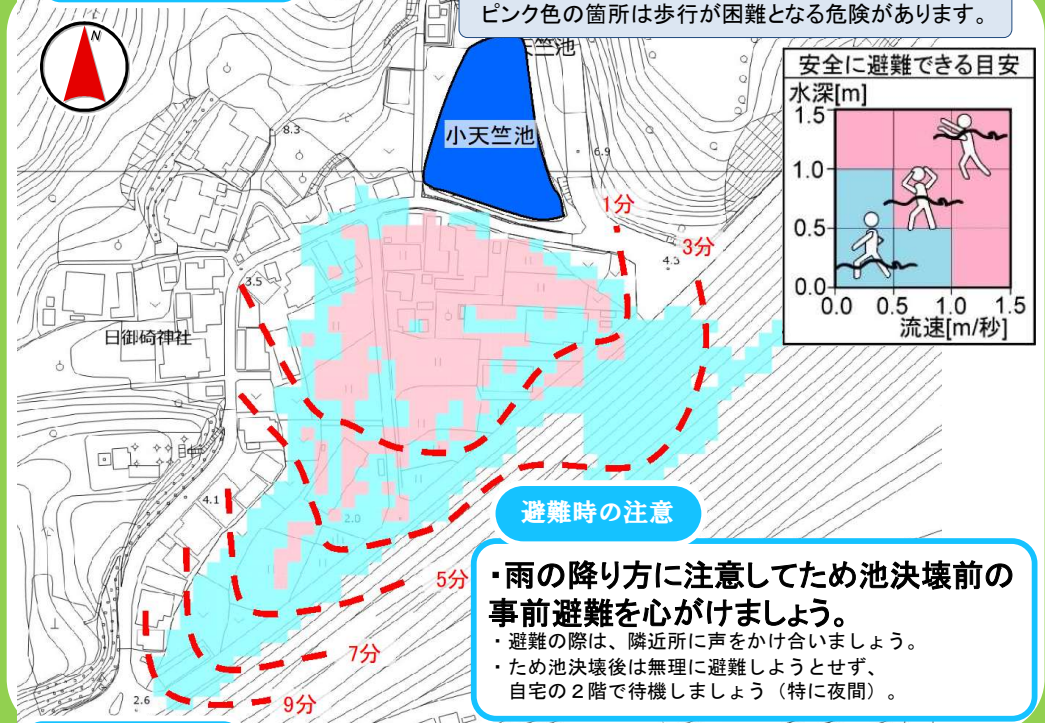 ピンク色の箇所は歩行が困難となる危険があります。
N
天竺池
小天竺池
8.3
6.9
安全に避難できる目安
水深[m]
1.5
1.0
0.5
0.0
0.0 0.5 1.0 1.5
流速[m/秒]
1分
3分
4.3
3.5
日御碕神社
4.1
2.0
5分
7分
9分
2.6
避難時の注意
・雨の降り方に注意してため池決壊前の
事前避難を心がけましょう。
・避難の際は、隣近所に声をかけ合いましょう。
・ため池決壊後は無理に避難しようとせず、
自宅の２階で待機しましょう（特に夜間）。